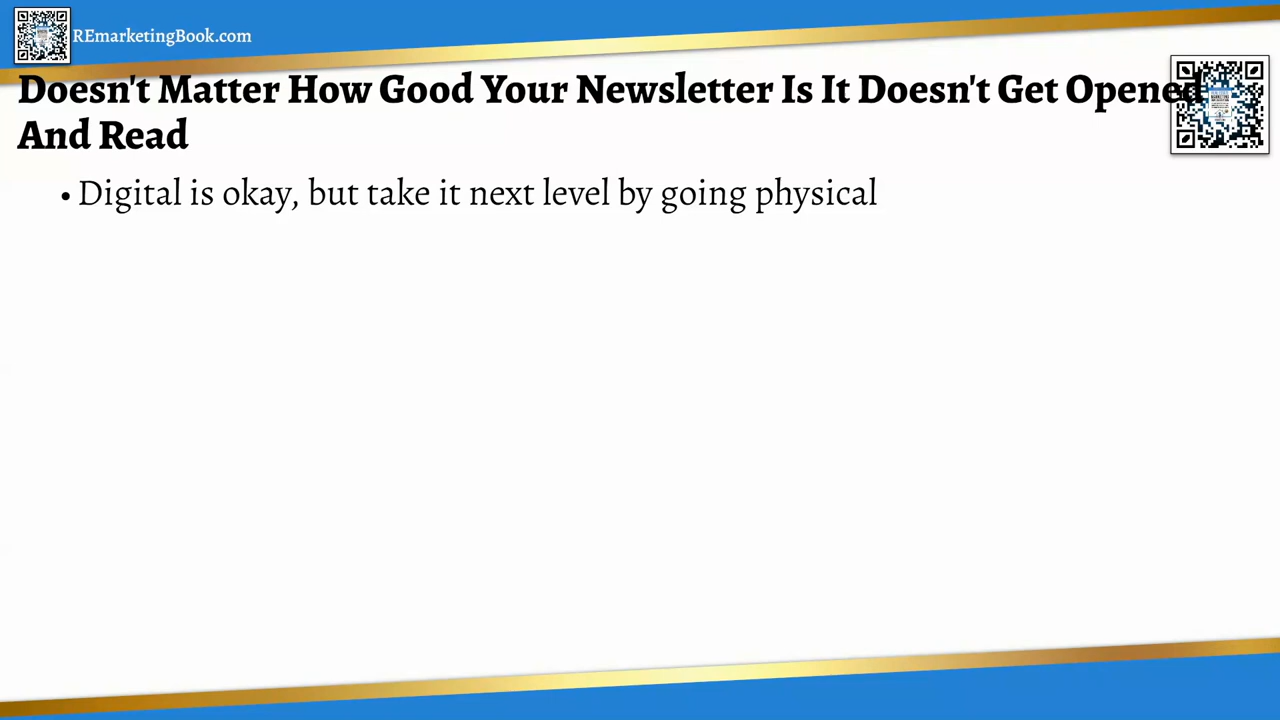 REmarketingBook.com
Doesn't Matter How Good Your Newsletter Is It Doesn't Get Opened
And Read
• Digital is okay, but take it next level by going physical